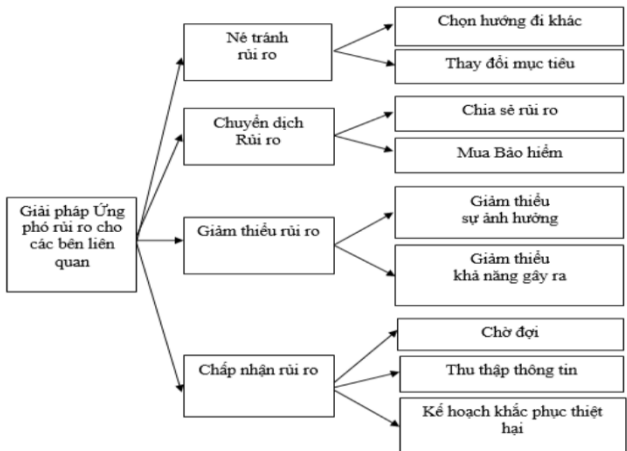 Né tránh
rủi ro
Chọn hướng đi khác
Thay đổi mục tiêu
Chuyển dịch
Rủi ro
Chia sẻ rủi ro
Mua Bảo hiểm
Giải pháp Ứng
phó rủi ro cho
các bên liên
quan
Giảm thiểu rủi ro
Giảm thiểu
sự ảnh hưởng
Giảm thiểu
khả năng gây ra
Chấp nhận rủi ro
Chờ đợi
Thu thập thông tin
Kế hoạch khắc phục thiệt
hại